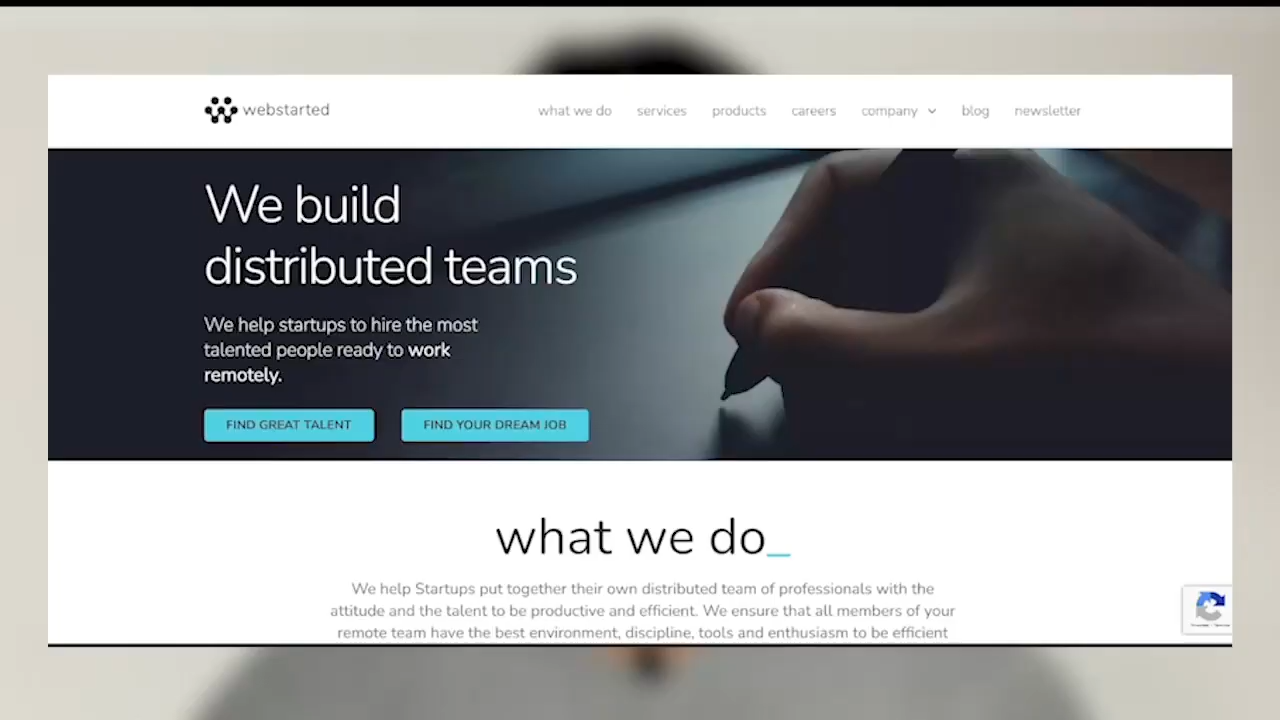 webstarted
what we do services products careers company blog newsletter
We build
distributed teams
We help startups to hire the most
talented people ready to work
remotely.
FIND GREAT TALENT FIND YOUR DREAM JOB
what we do_
We help Startups put together their own distributed team of professionals with the
attitude and the talent to be productive and efficient. We ensure that all members of your
remote team have the best environment, discipline, tools and enthusiasm to be efficient